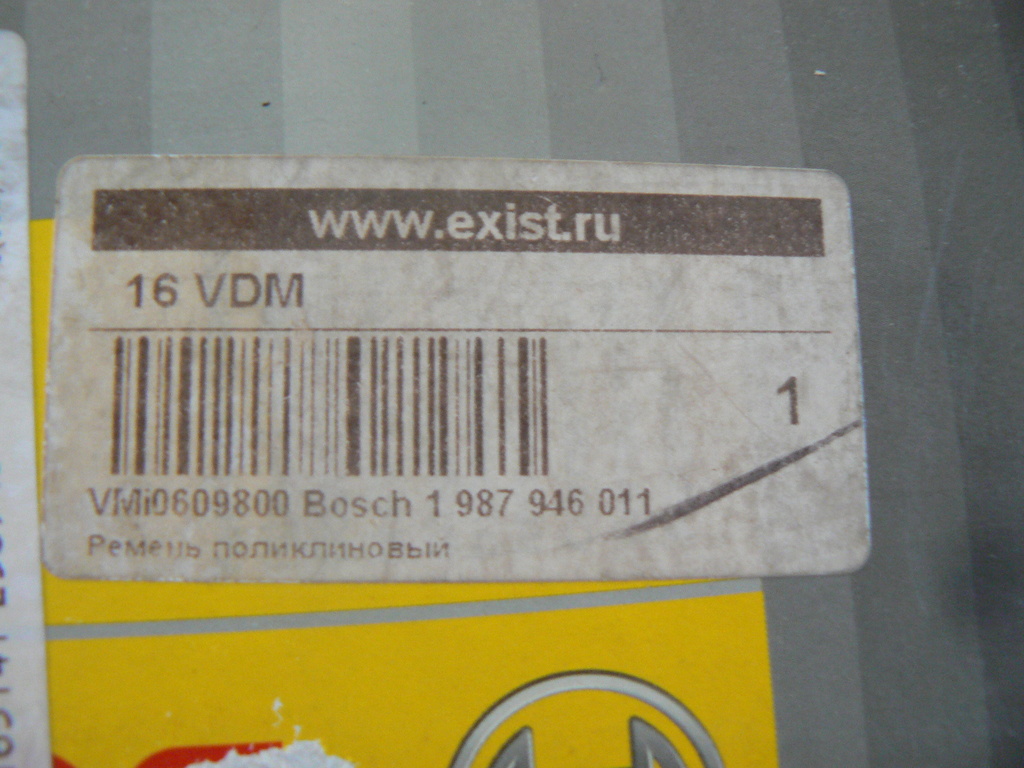 www.exist.ru
16 VDM
1
VMi0609800 Bosch 1 987 946 011
Ремень поликлиновый